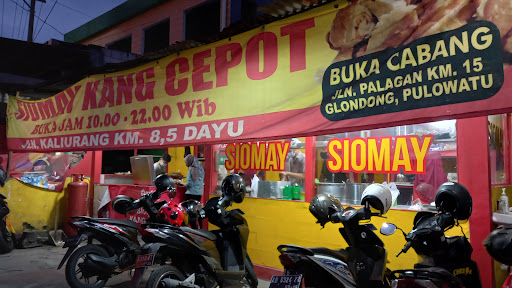 SIOMAY KANG CEPOT
BUKA JAM 10.00 - 22.00 Wib
JLN. KALIURANG KM. 8,5 DAYU
BUKA CABANG
JLN. PALAGAN KM. 15
GLONDONG, PULOWATU
SIOMAY
SIOMAY